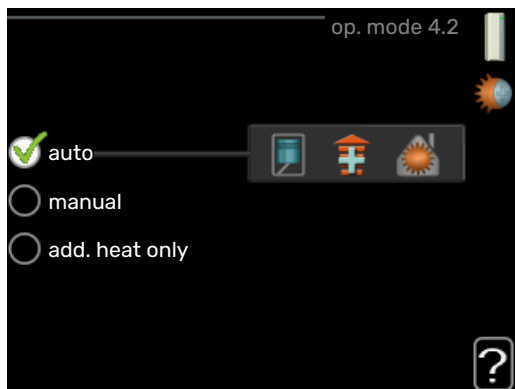 op. mode 4.2
auto
manual
add. heat only
?